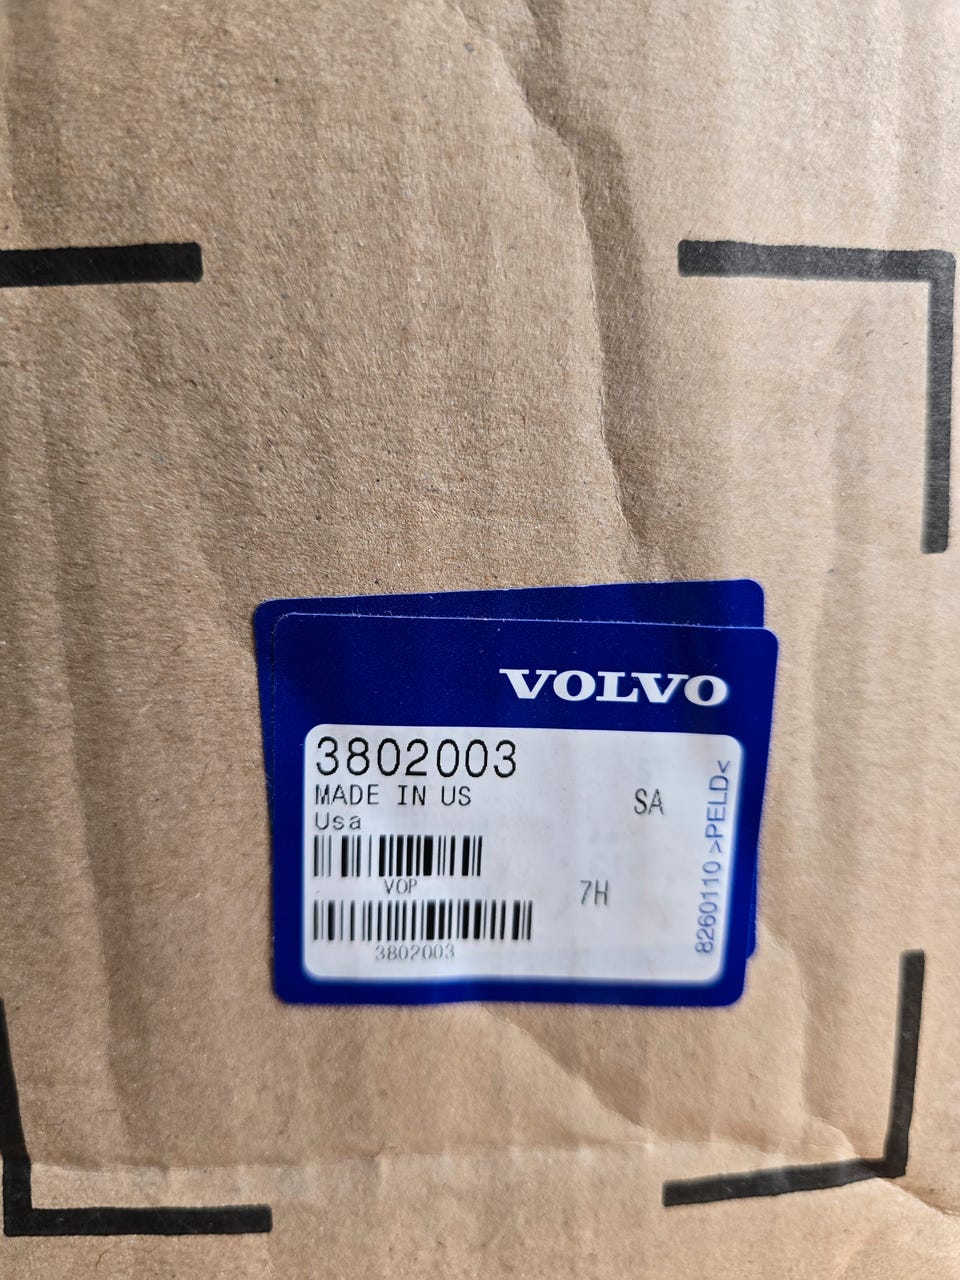 VOLVO
3802003
MADE IN US
SA
Usa
VOP
7H
3802003
8260110 >PELD<